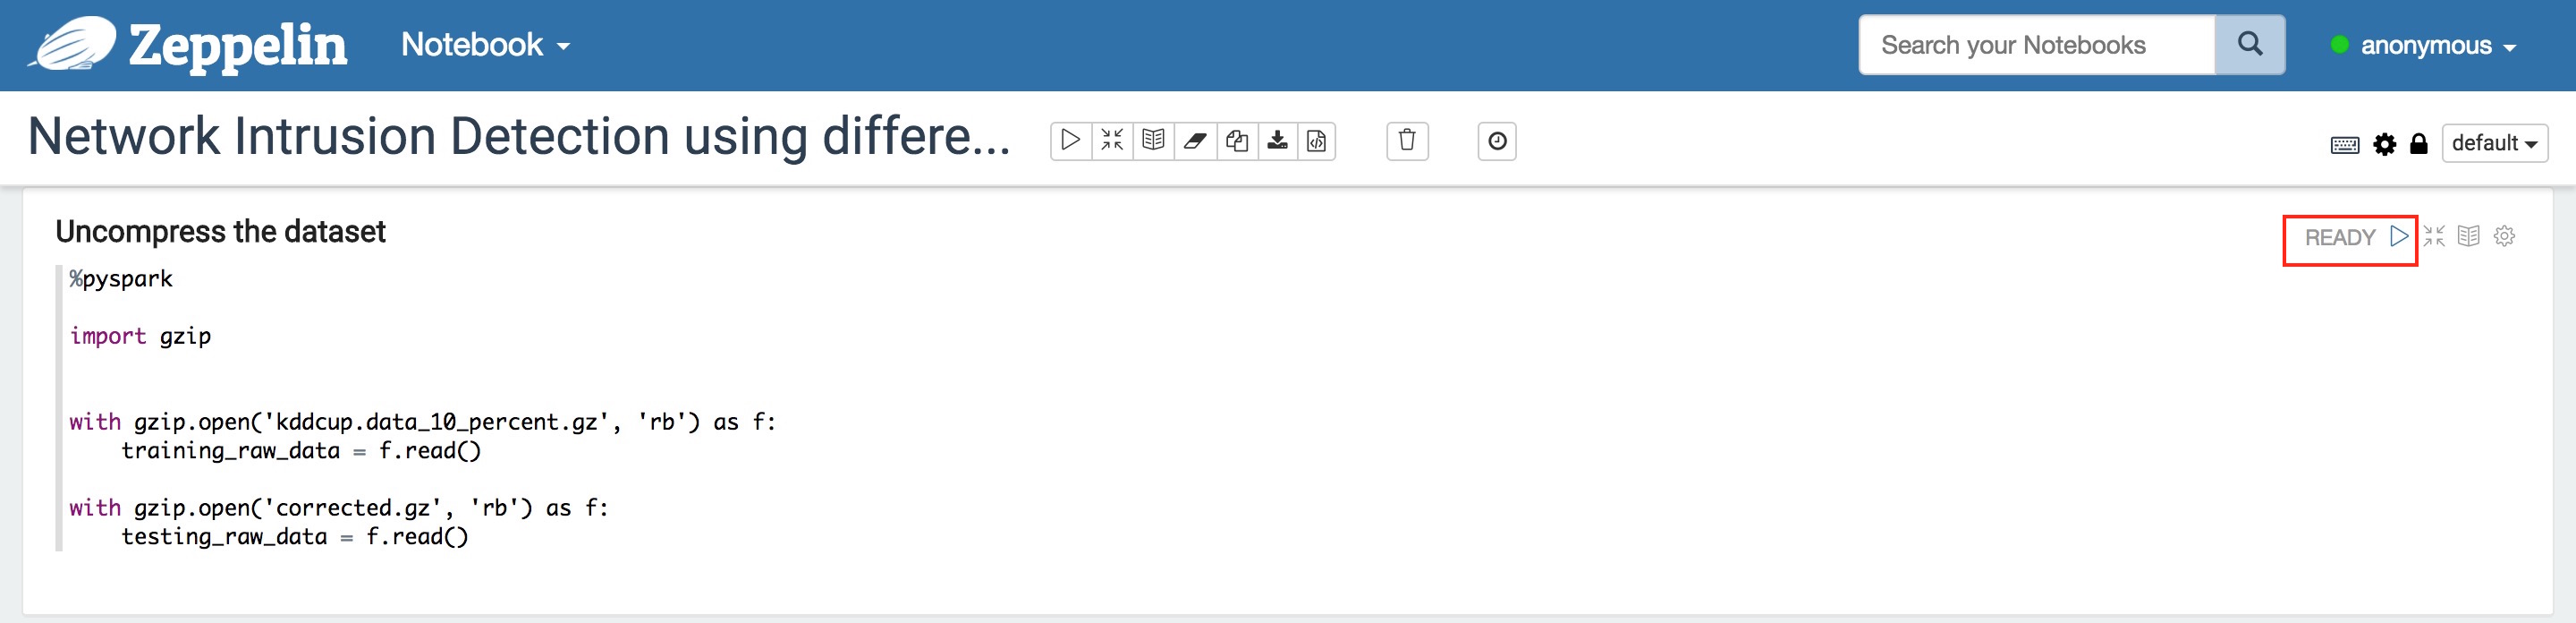 Zeppelin Notebook Search your Notebooks anonymous
Network Intrusion Detection using differe... default
Uncompress the dataset READY
%pyspark
import gzip
with gzip.open('kddcup.data_10_percent.gz', 'rb') as f:
    training_raw_data = f.read()
with gzip.open('corrected.gz', 'rb') as f:
    testing_raw_data = f.read()